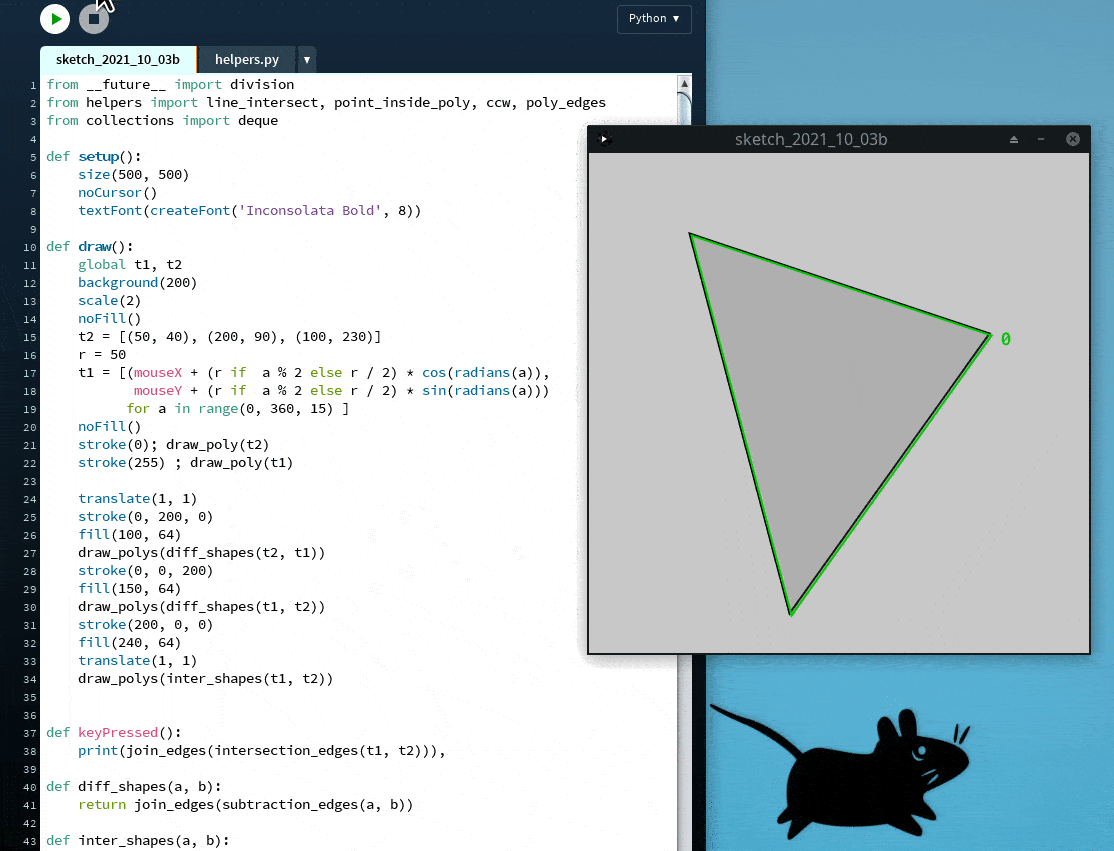 Python ▼
sketch_2021_10_03b helpers.py ▼
1 from __future__ import division
2 from helpers import line_intersect, point_inside_poly, ccw, poly_edges
3 from collections import deque
4
5 def setup():
6     size(500, 500)
7     noCursor()
8     textFont(createFont('Inconsolata Bold', 8))
9
10 def draw():
11     global t1, t2
12     background(200)
13     scale(2)
14     noFill()
15     t2 = [(50, 40), (200, 90), (100, 230)]
16     r = 50
17     t1 = [(mouseX + (r if  a % 2 else r / 2) * cos(radians(a)),
18            mouseY + (r if  a % 2 else r / 2) * sin(radians(a)))
19           for a in range(0, 360, 15) ]
20     noFill()
21     stroke(0); draw_poly(t2)
22     stroke(255) ; draw_poly(t1)
23
24     translate(1, 1)
25     stroke(0, 200, 0)
26     fill(100, 64)
27     draw_polys(diff_shapes(t2, t1))
28     stroke(0, 0, 200)
29     fill(150, 64)
30     draw_polys(diff_shapes(t1, t2))
31     stroke(200, 0, 0)
32     fill(240, 64)
33     translate(1, 1)
34     draw_polys(inter_shapes(t1, t2))
35
36
37 def keyPressed():
38     print(join_edges(intersection_edges(t1, t2))),
39
40 def diff_shapes(a, b):
41     return join_edges(subtraction_edges(a, b))
42
43 def inter_shapes(a, b):
sketch_2021_10_03b
0